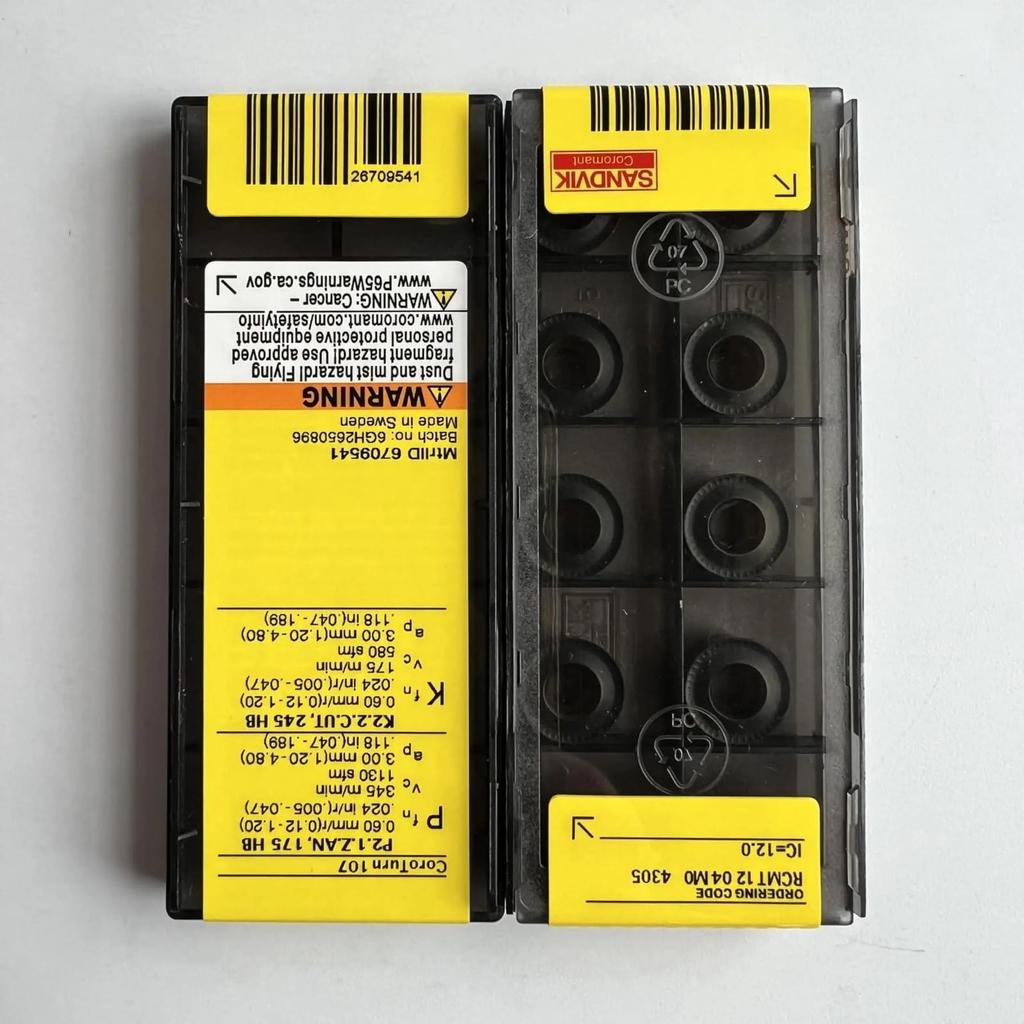 CoroTurn 107
P2.1.Z.AN, 175 HB
P fn 0.60 mm/r(0.12-1.20)
.024 in/r(.005-.047)
vc 345 m/min
1130 sfm
ap 3.00 mm(1.20-4.80)
.118 in(.047-.189)
K2.2.C.UT, 245 HB
K fn 0.60 mm/r(0.12-1.20)
.024 in/r(.005-.047)
vc 175 m/min
580 sfm
ap 3.00 mm(1.20-4.80)
.118 in(.047-.189)
MtrlID 6709541
Batch no: 6GH2650896
Made in Sweden
WARNING
Dust and mist hazard! Flying
fragment hazard! Use approved
personal protective equipment
www.coromant.com/safetyinfo
WARNING: Cancer –
www.P65Warnings.ca.gov
26709541
ORDERING CODE
RCMT 12 04 M0 4305
IC=12.0
07
PC
07
PC
SANDVIK
Coromant